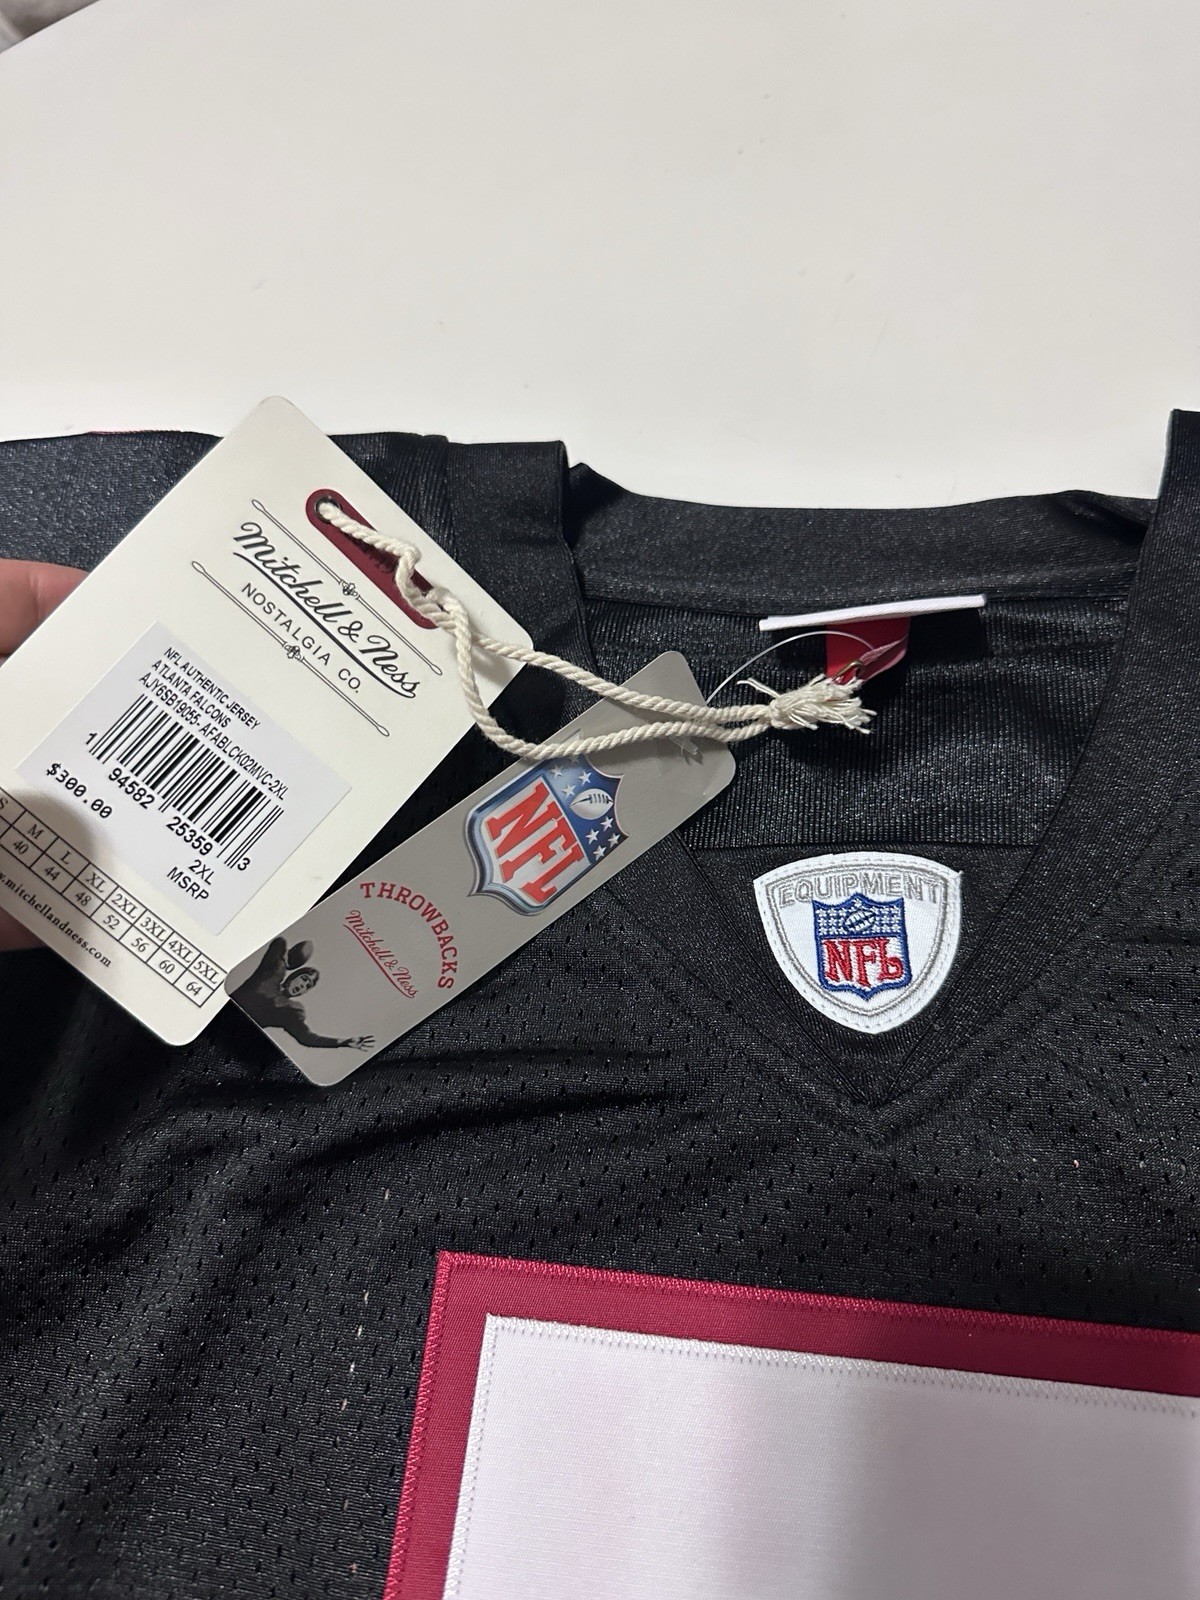 Mitchell & Ness
NOSTALGIA CO.
NFL AUTHENTIC JERSEY
ATLANTA FALCONS
AJY6SB19055-AFABLCK02MVC-2XL
1 94582 25359 3
$300.00
2XL
MSRP
S M L XL 2XL 3XL 4XL 5XL
40 44 48 52 56 60 64
w.mitchellandness.com
NFL
THROWBACKS
Mitchell & Ness
EQUIPMENT
NFL